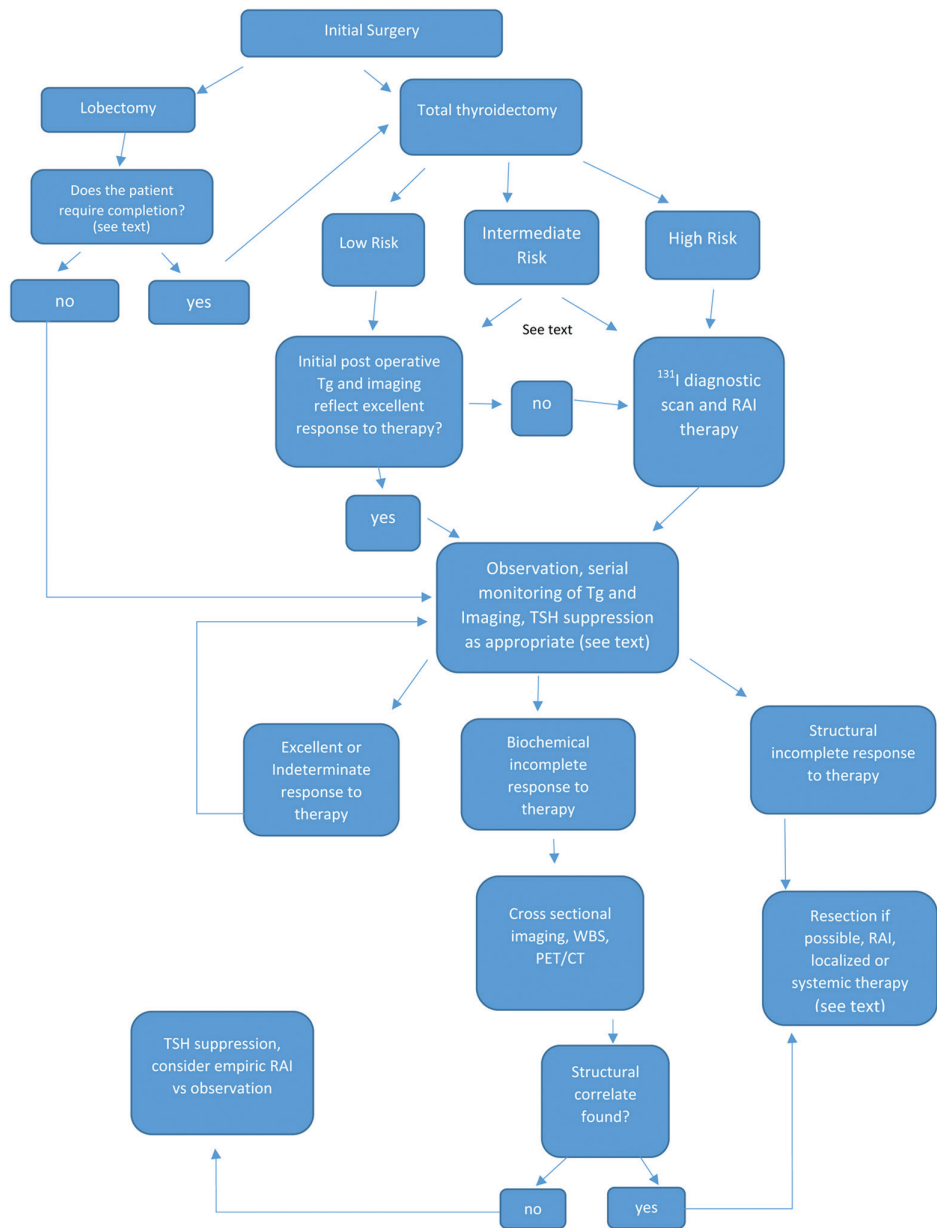 Initial Surgery
Lobectomy
Total thyroidectomy
Does the patient
require completion?
(see text)
no
yes
Low Risk
Intermediate
Risk
High Risk
See text
Initial post operative
Tg and imaging
reflect excellent
response to therapy?
no
131I diagnostic
scan and RAI
therapy
yes
Observation, serial
monitoring of Tg and
Imaging, TSH suppression
as appropriate (see text)
Excellent or
Indeterminate
response to
therapy
Biochemical
incomplete
response to
therapy
Structural
incomplete response
to therapy
Cross sectional
imaging, WBS,
PET/CT
Resection if
possible, RAI,
localized or
systemic therapy
(see text)
TSH suppression,
consider empiric RAI
vs observation
Structural
correlate
found?
no
yes